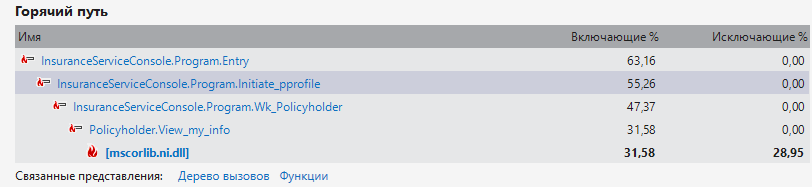 Горячий путь
Имя Включающие % Исключающие %
InsuranceServiceConsole.Program.Entry 63,16 0,00
InsuranceServiceConsole.Program.Initiate_pprofile 55,26 0,00
InsuranceServiceConsole.Program.Wk_Policyholder 47,37 0,00
Policyholder.View_my_info 31,58 0,00
[mscorlib.ni.dll] 31,58 28,95
Связанные представления: Дерево вызовов Функции